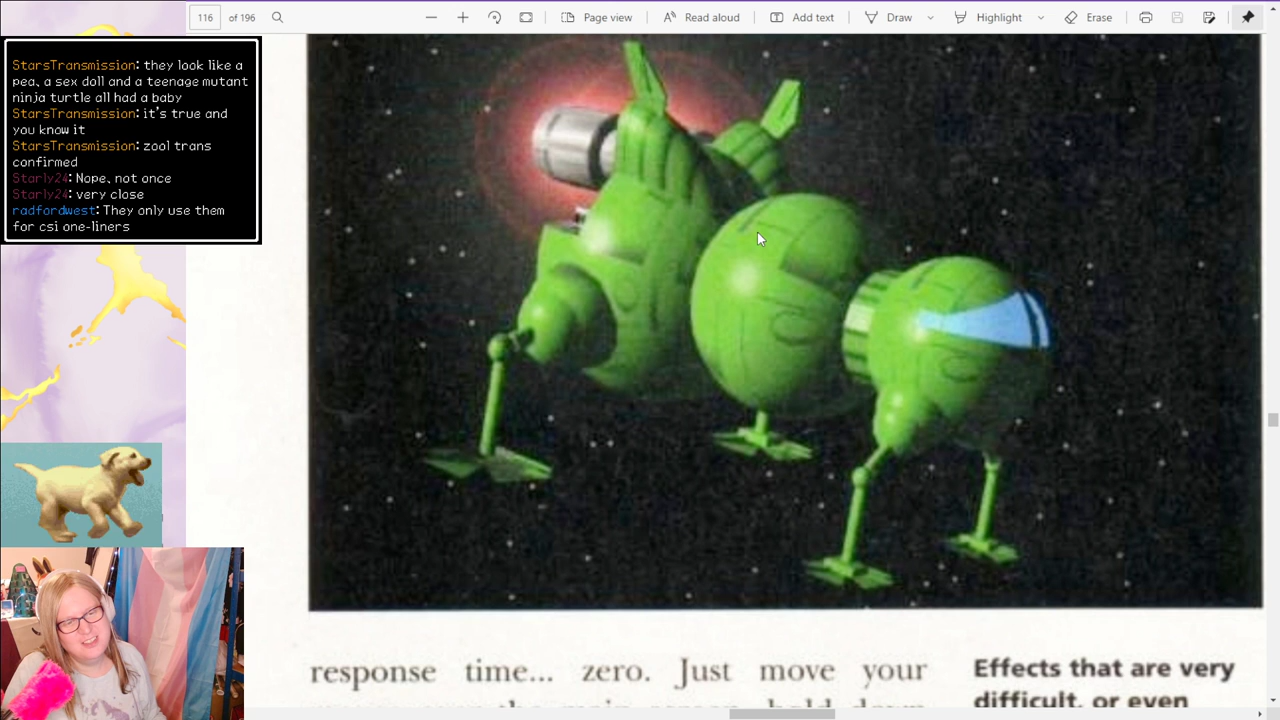 116 of 196 Page view Read aloud Add text Draw Highlight Erase
StarsTransmission: they look like a
pea, a sex doll and a teenage mutant
ninja turtle all had a baby
StarsTransmission: it's true and
you know it
StarsTransmission: zool trans
confirmed
Starly24: Nope, not once
Starly24: very close
radfordwest: They only use them
for csi one-liners
response time... zero. Just move your
Effects that are very
difficult, or even